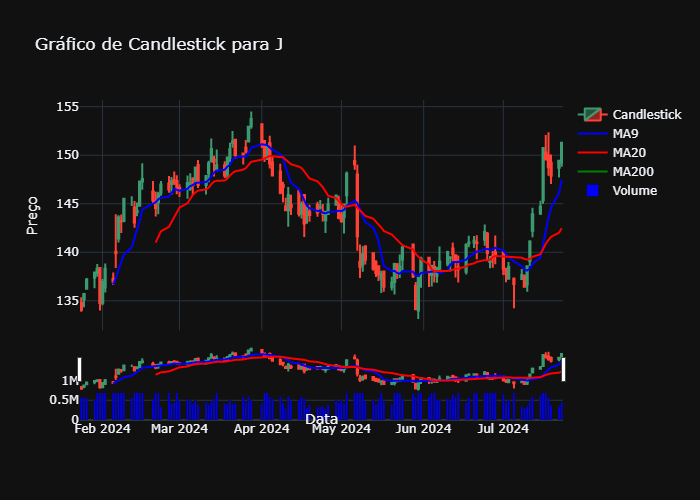 Gráfico de Candlestick para J
155
150
145
140
135
Preço
Candlestick
MA9
MA20
MA200
Volume
1M
0.5M
0
Data
Feb 2024
Mar 2024
Apr 2024
May 2024
Jun 2024
Jul 2024